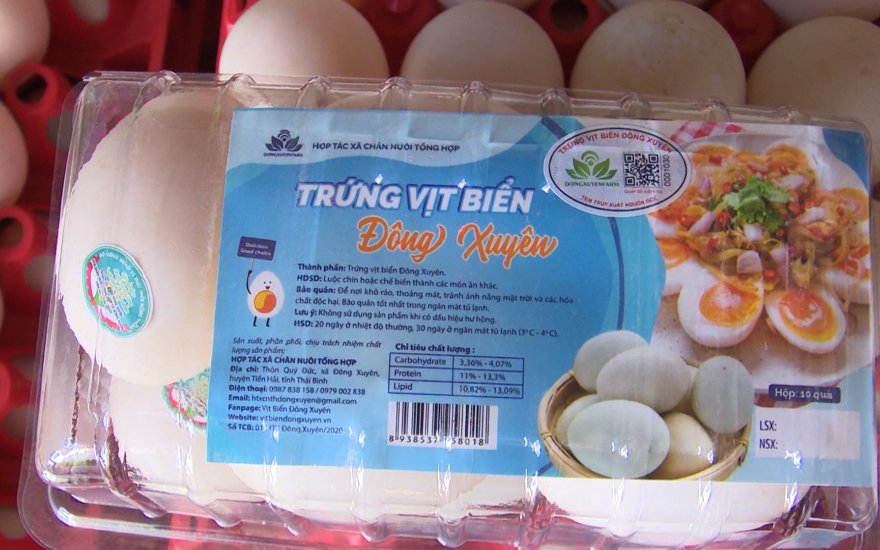 DONGXUYENFARM
HỢP TÁC XÃ CHĂN NUÔI TỔNG HỢP
TRỨNG VỊT BIỂN
Đông Xuyên
TRỨNG VỊT BIỂN ĐÔNG XUYÊN
DONGXUYENFARM
0001030
TEM TRUY XUẤT NGUỒN GỐC
Delicious
Good choice
Thành phần: Trứng vịt biển Đông Xuyên.
HDSD: Luộc chín hoặc chế biến thành các món ăn khác.
Bảo quản: Để nơi khô ráo, thoáng mát, tránh ánh nắng mặt trời và các hóa
chất độc hại. Bảo quản tốt nhất trong ngăn mát tủ lạnh.
Lưu ý: Không sử dụng sản phẩm khi có dấu hiệu hư hỏng.
HSD: 20 ngày ở nhiệt độ thường, 30 ngày ở ngăn mát tủ lạnh (3°C - 4°C).
Sản xuất, phân phối, chịu trách nhiệm chất
lượng sản phẩm:
HỢP TÁC XÃ CHĂN NUÔI TỔNG HỢP
Địa chỉ: Thôn Quý Đức, xã Đông Xuyên,
huyện Tiền Hải, tỉnh Thái Bình
Điện thoại: 0987 838 158 / 0979 002 838
Email: htxcnthdongxuyen@gmail.com
Fanpage: Vịt Biển Đông Xuyên
Website: vitbiendongxuyen.vn
Số TCB: Đông Xuyên/2020
Chỉ tiêu chất lượng :
Carbohydrate 3,36% - 4,07%
Protein 11% - 13,3%
Lipid 10,82% - 13,09%
8 938537 58018
Hộp: 10 quả
LSX:
NSX: